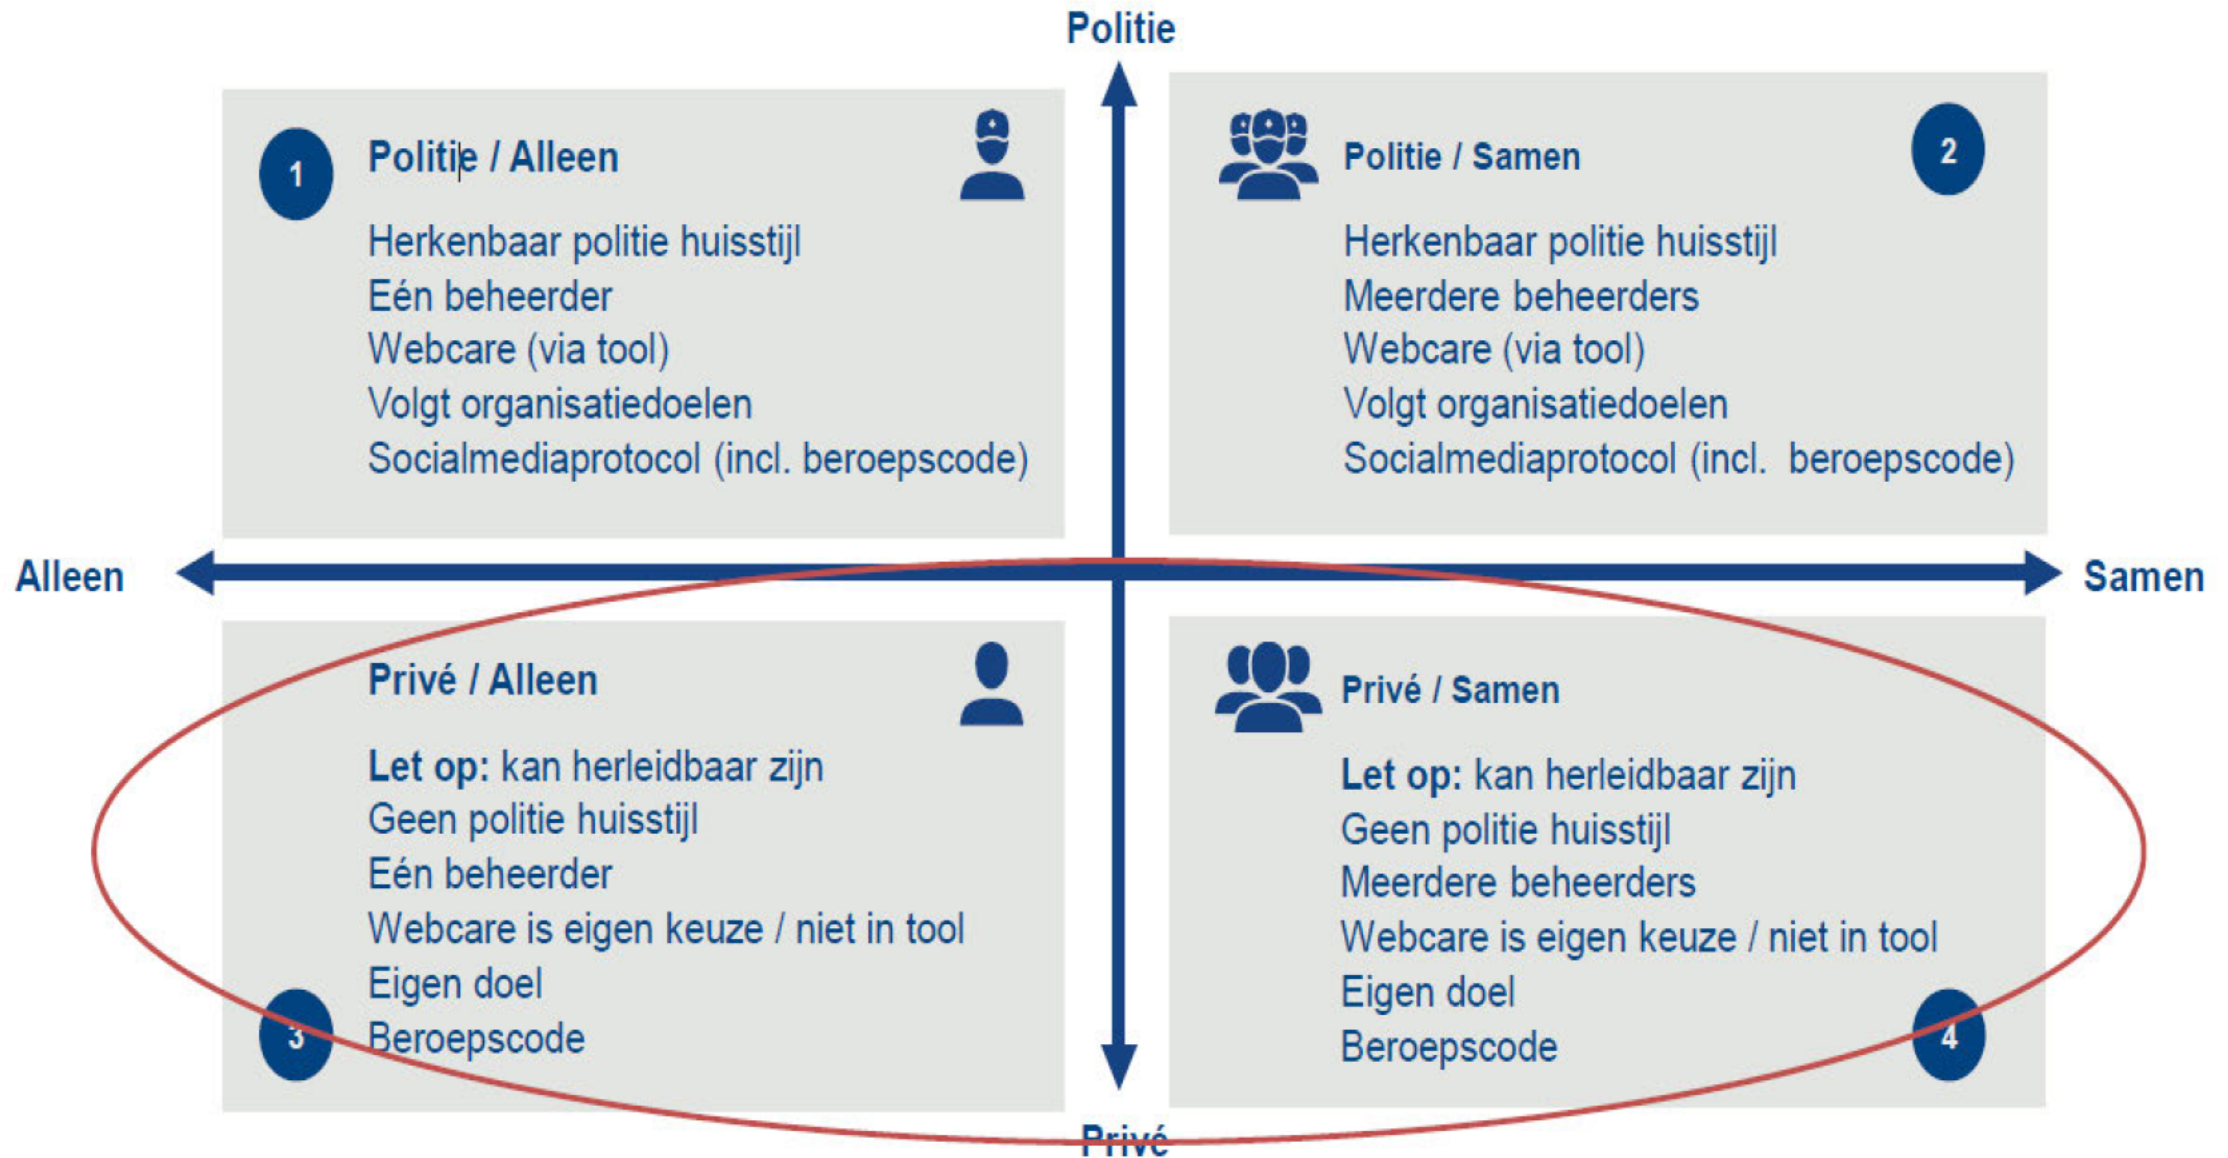 Politie
1
Politie / Alleen
Herkenbaar politie huisstijl
Eén beheerder
Webcare (via tool)
Volgt organisatiedoelen
Socialmediaprotocol (incl. beroepscode)
Politie / Samen
2
Herkenbaar politie huisstijl
Meerdere beheerders
Webcare (via tool)
Volgt organisatiedoelen
Socialmediaprotocol (incl. beroepscode)
Alleen
Samen
Privé / Alleen
Let op: kan herleidbaar zijn
Geen politie huisstijl
Eén beheerder
Webcare is eigen keuze / niet in tool
Eigen doel
Beroepscode
3
Privé / Samen
Let op: kan herleidbaar zijn
Geen politie huisstijl
Meerdere beheerders
Webcare is eigen keuze / niet in tool
Eigen doel
Beroepscode
4
Privé